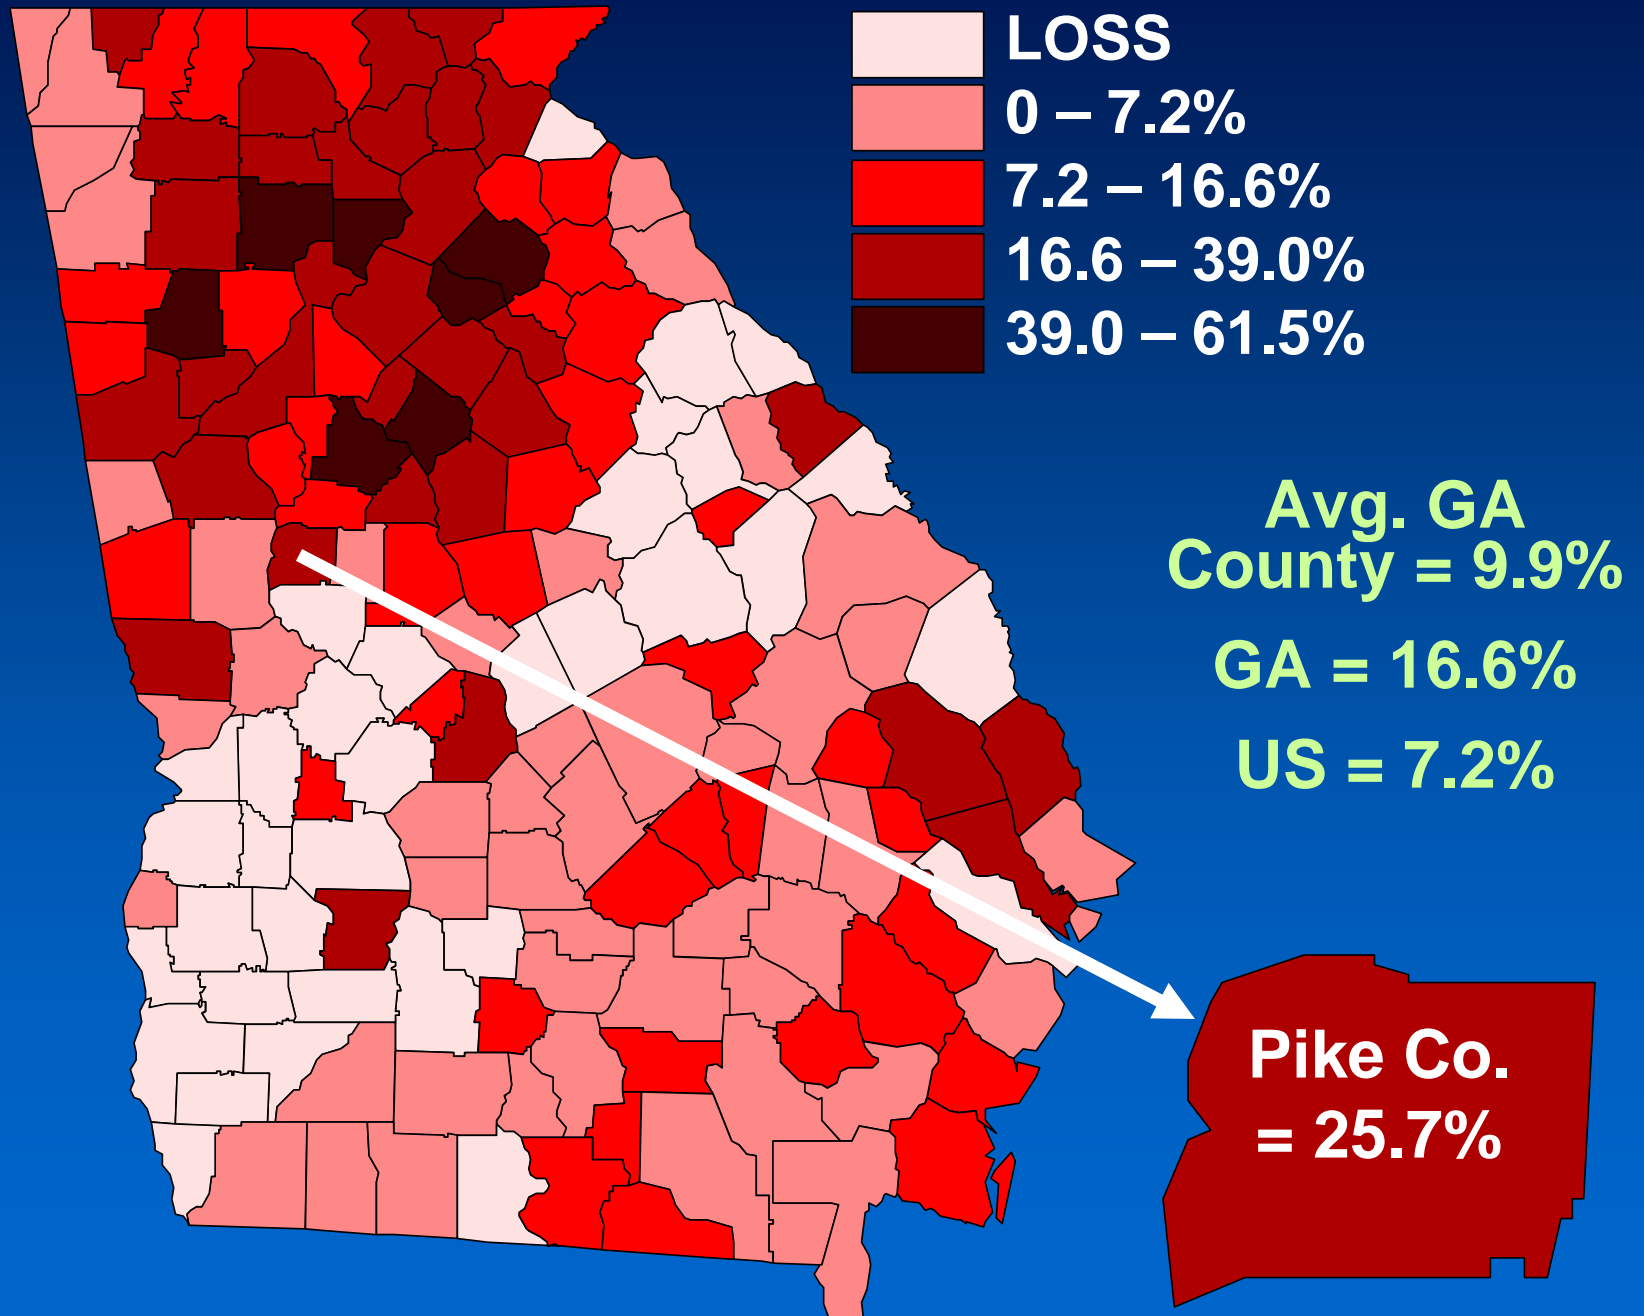 LOSS
0 – 7.2%
7.2 – 16.6%
16.6 – 39.0%
39.0 – 61.5%
Avg. GA
County = 9.9%
GA = 16.6%
US = 7.2%
Pike Co.
= 25.7%